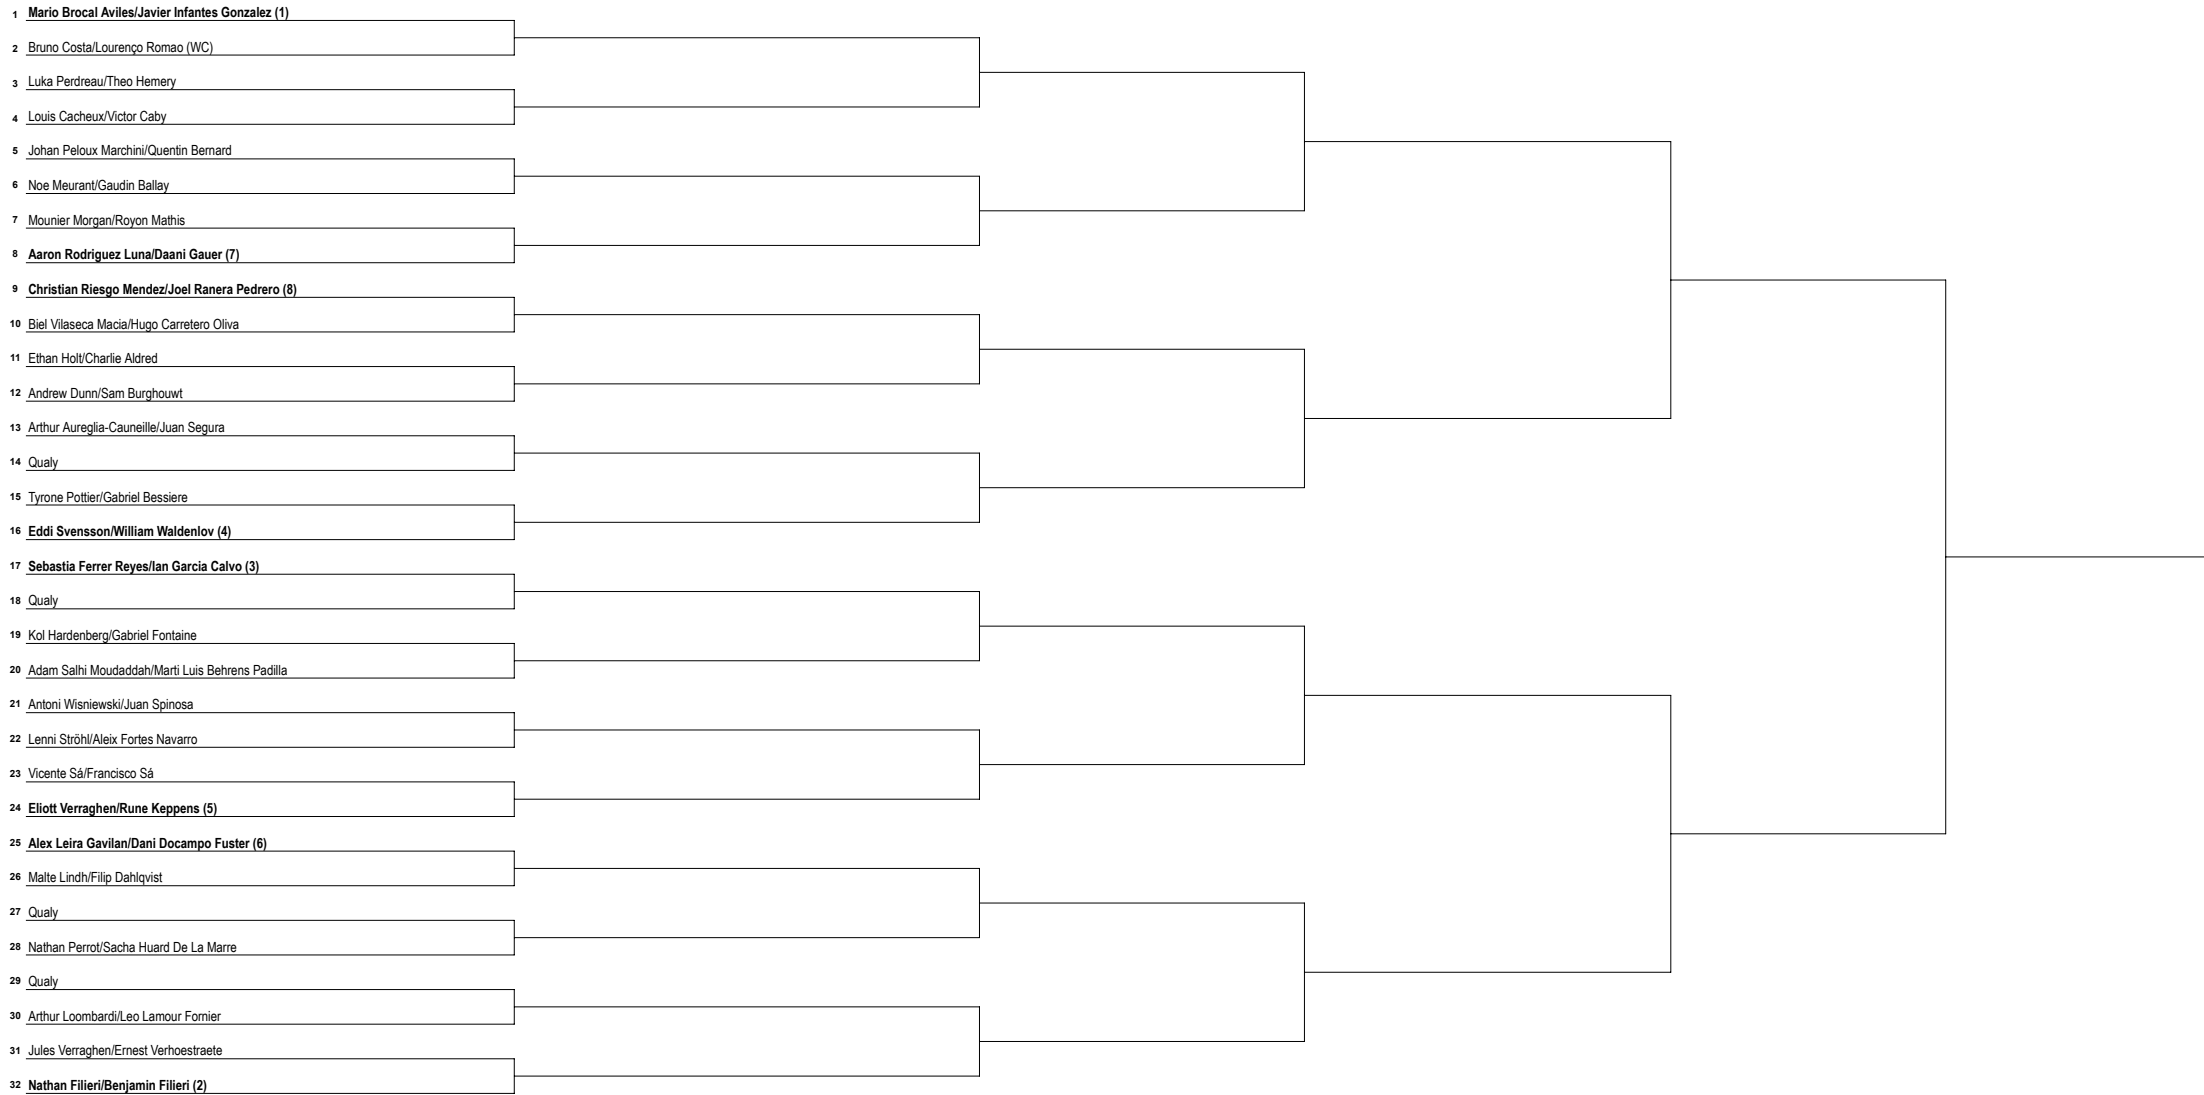 1 Mario Brocal Aviles/Javier Infantes Gonzalez (1)
2 Bruno Costa/Lourenço Romao (WC)
3 Luka Perdreau/Theo Hemery
4 Louis Cacheux/Victor Caby
5 Johan Peloux Marchini/Quentin Bernard
6 Noe Meurant/Gaudin Ballay
7 Mounier Morgan/Royon Mathis
8 Aaron Rodriguez Luna/Daani Gauer (7)
9 Christian Riesgo Mendez/Joel Ranera Pedrero (8)
10 Biel Vilaseca Macia/Hugo Carretero Oliva
11 Ethan Holt/Charlie Aldred
12 Andrew Dunn/Sam Burghouwt
13 Arthur Aureglia-Cauneille/Juan Segura
14 Qualy
15 Tyrone Pottier/Gabriel Bessiere
16 Eddi Svensson/William Waldenlov (4)
17 Sebastia Ferrer Reyes/Ian Garcia Calvo (3)
18 Qualy
19 Kol Hardenberg/Gabriel Fontaine
20 Adam Salhi Moudaddah/Marti Luis Behrens Padilla
21 Antoni Wisniewski/Juan Spinosa
22 Lenni Ströhl/Aleix Fortes Navarro
23 Vicente Sá/Francisco Sá
24 Eliott Verraghen/Rune Keppens (5)
25 Alex Leira Gavilan/Dani Docampo Fuster (6)
26 Malte Lindh/Filip Dahlqvist
27 Qualy
28 Nathan Perrot/Sacha Huard De La Marre
29 Qualy
30 Arthur Loombardi/Leo Lamour Fornier
31 Jules Verraghen/Ernest Verhoestraete
32 Nathan Filieri/Benjamin Filieri (2)